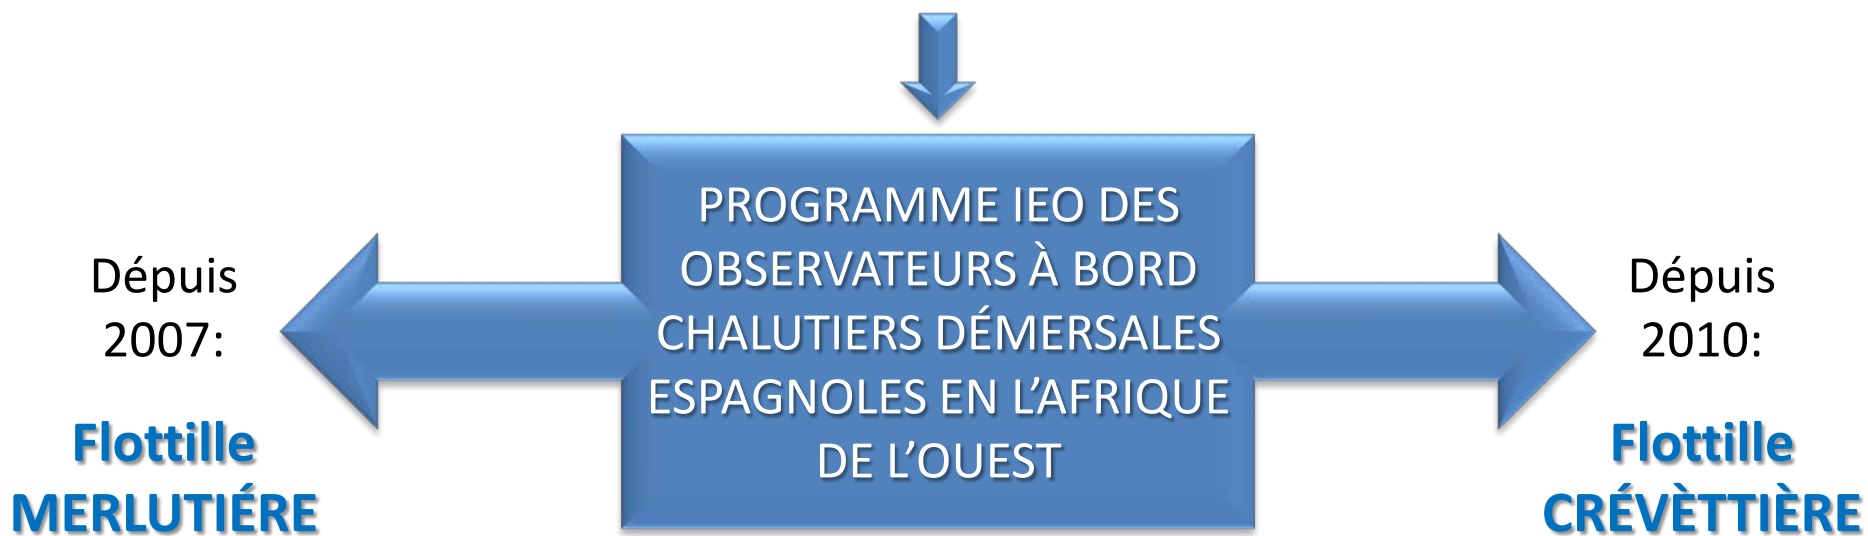 PROGRAMME IEO DES
OBSERVATEURS À BORD
CHALUTIERS DÉMERSALES
ESPAGNOLES EN L’AFRIQUE
DE L’OUEST
Dépuis
2007:
Flottille
MERLUTIÉRE
Dépuis
2010:
Flottille
CRÉVÈTTIÈRE